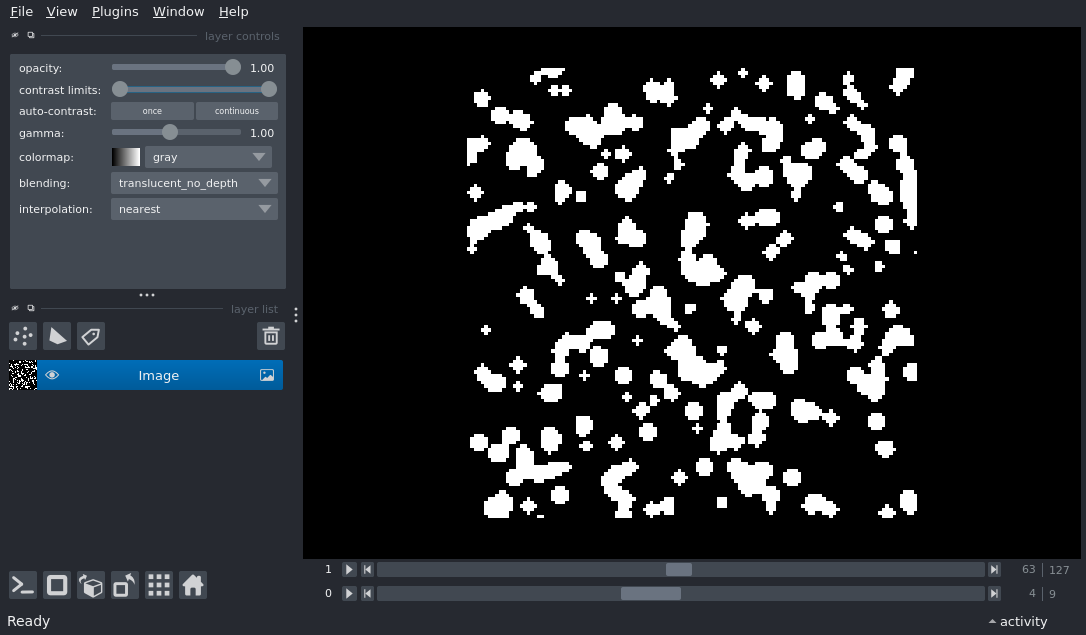 File View Plugins Window Help
layer controls
opacity: 1.00
contrast limits:
auto-contrast: once continuous
gamma: 1.00
colormap: gray
blending: translucent_no_depth
interpolation: nearest
layer list
Image
1 63 127
0 4 9
Ready activity